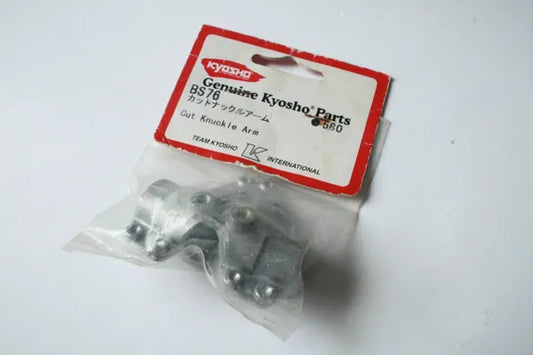 KYOSHO
Genuine Kyosho® Parts
BS76
580
カットナックルアーム
Cut Knuckle Arm
TEAM KYOSHO K INTERNATIONAL